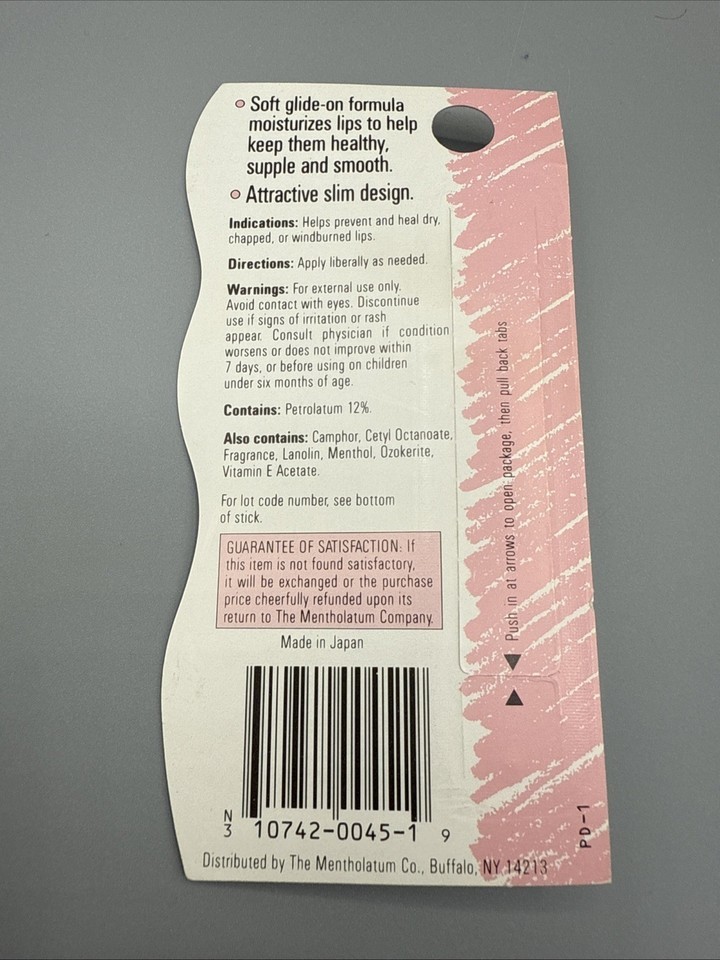 Soft glide-on formula
moisturizes lips to help
keep them healthy,
supple and smooth.
Attractive slim design.
Indications: Helps prevent and heal dry,
chapped, or windburned lips.
Directions: Apply liberally as needed.
Warnings: For external use only.
Avoid contact with eyes. Discontinue
use if signs of irritation or rash
appear. Consult physician if condition
worsens or does not improve within
7 days, or before using on children
under six months of age.
Contains: Petrolatum 12%.
Also contains: Camphor, Cetyl Octanoate,
Fragrance, Lanolin, Menthol, Ozokerite,
Vitamin E Acetate.
For lot code number, see bottom
of stick.
GUARANTEE OF SATISFACTION: If
this item is not found satisfactory,
it will be exchanged or the purchase
price cheerfully refunded upon its
return to The Mentholatum Company.
Made in Japan
N
3 10742-0045-1 9
Distributed by The Mentholatum Co., Buffalo, NY 14213
Push in at arrows to open package, then pull back tabs
PD-1